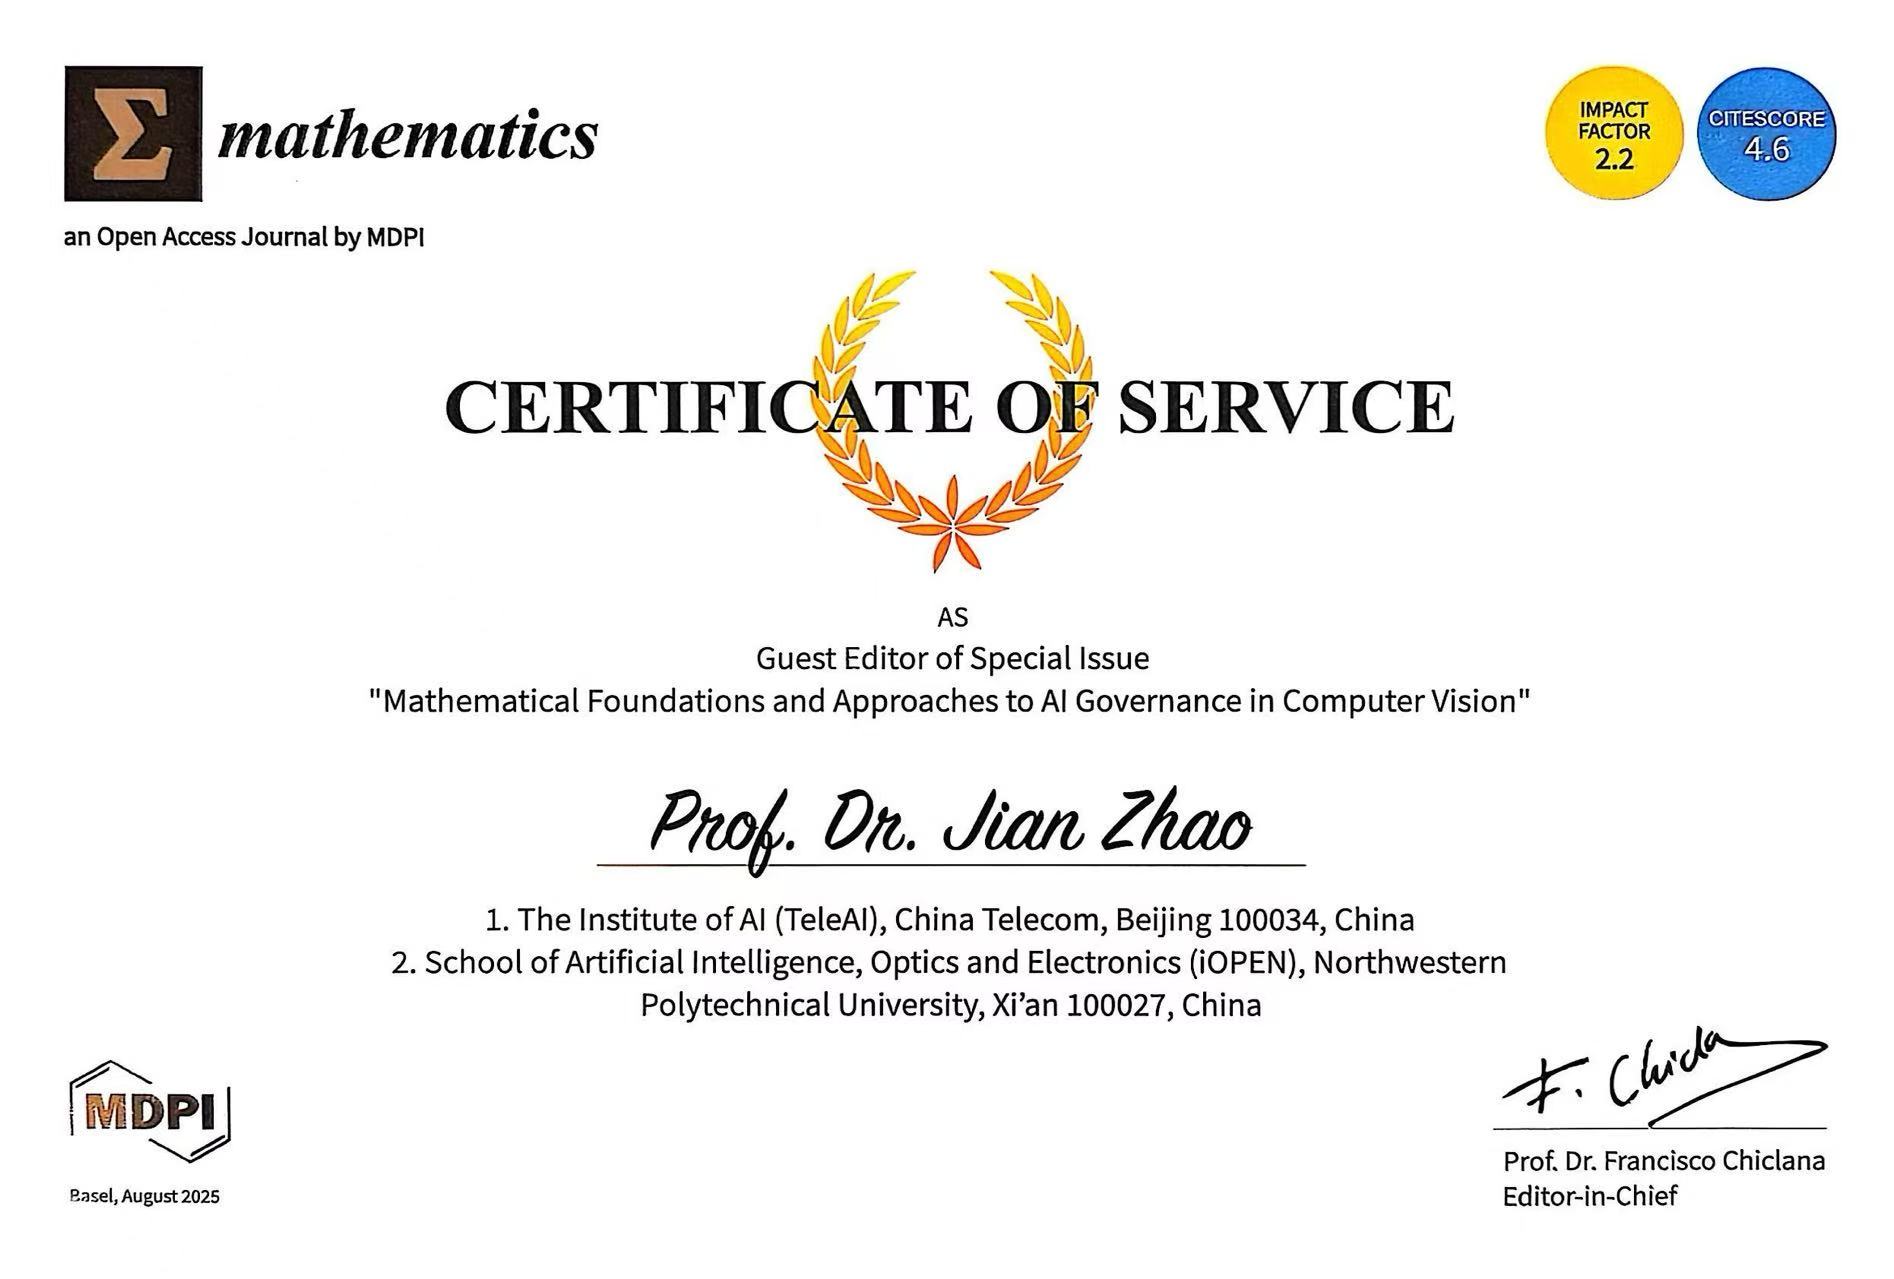 Σ mathematics
an Open Access Journal by MDPI
IMPACT
FACTOR
2.2
CITESCORE
4.6
CERTIFICATE OF SERVICE
AS
Guest Editor of Special Issue
"Mathematical Foundations and Approaches to AI Governance in Computer Vision"
Prof. Dr. Jian Zhao
1. The Institute of AI (TeleAI), China Telecom, Beijing 100034, China
2. School of Artificial Intelligence, Optics and Electronics (iOPEN), Northwestern
Polytechnical University, Xi’an 100027, China
MDPI
Basel, August 2025
F. Chicla
Prof. Dr. Francisco Chiclana
Editor-in-Chief